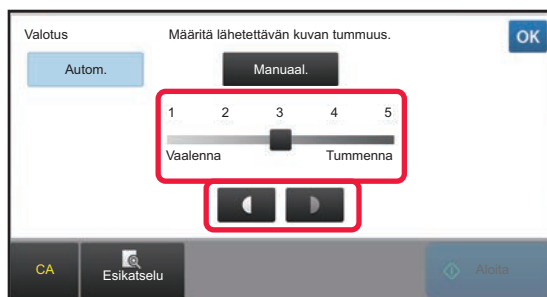 Valotus
Määritä lähetettävän kuvan tummuus.
OK
Autom.
Manuaal.
1 2 3 4 5
Vaalenna Tummenna
CA
Esikatselu
Aloita